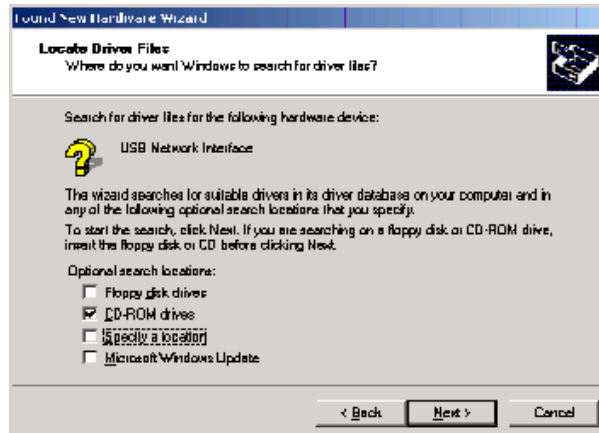 Found New Hardware Wizard
Locate Driver Files
Where do you want Windows to search for driver files?
Search for driver files for the following hardware device:
USB Network Interface
The wizard searches for suitable drivers in its driver database on your computer and in
any of the following optional search locations that you specify.
To start the search, click Next. If you are searching on a floppy disk or CD-ROM drive,
insert the floppy disk or CD before clicking Next.
Optional search locations:
Floppy disk drives
CD-ROM drives
Specify a location
Microsoft Windows Update
< Back
Next >
Cancel